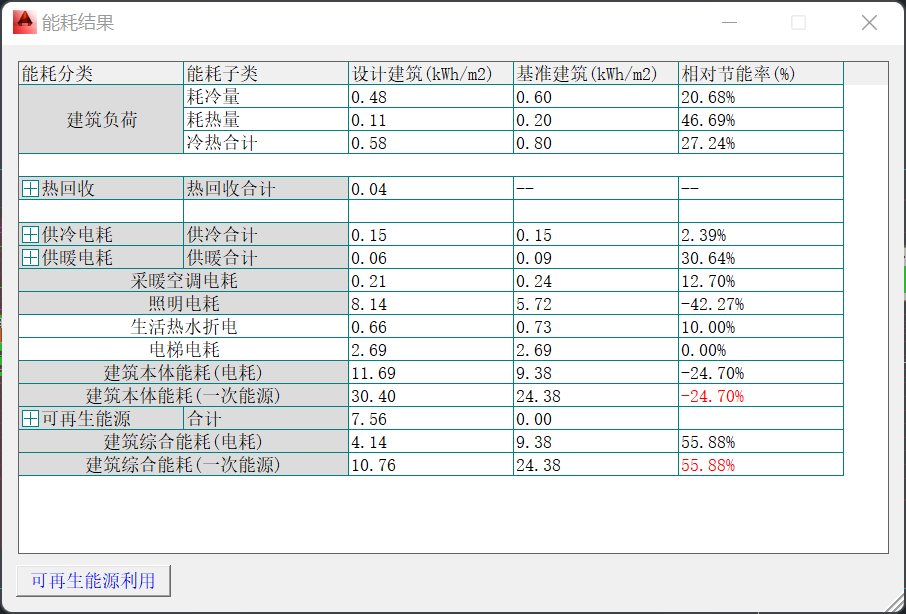 能耗结果
能耗分类 能耗子类 设计建筑(kWh/m2) 基准建筑(kWh/m2) 相对节能率(%)
建筑负荷 耗冷量 0.48 0.60 20.68%
耗热量 0.11 0.20 46.69%
冷热合计 0.58 0.80 27.24%
热回收 热回收合计 0.04 -- --
供冷电耗 供冷合计 0.15 0.15 2.39%
供暖电耗 供暖合计 0.06 0.09 30.64%
采暖空调电耗 0.21 0.24 12.70%
照明电耗 8.14 5.72 -42.27%
生活热水折电 0.66 0.73 10.00%
电梯电耗 2.69 2.69 0.00%
建筑本体能耗(电耗) 11.69 9.38 -24.70%
建筑本体能耗(一次能源) 30.40 24.38 -24.70%
可再生能源 合计 7.56 0.00
建筑综合能耗(电耗) 4.14 9.38 55.88%
建筑综合能耗(一次能源) 10.76 24.38 55.88%
可再生能源利用